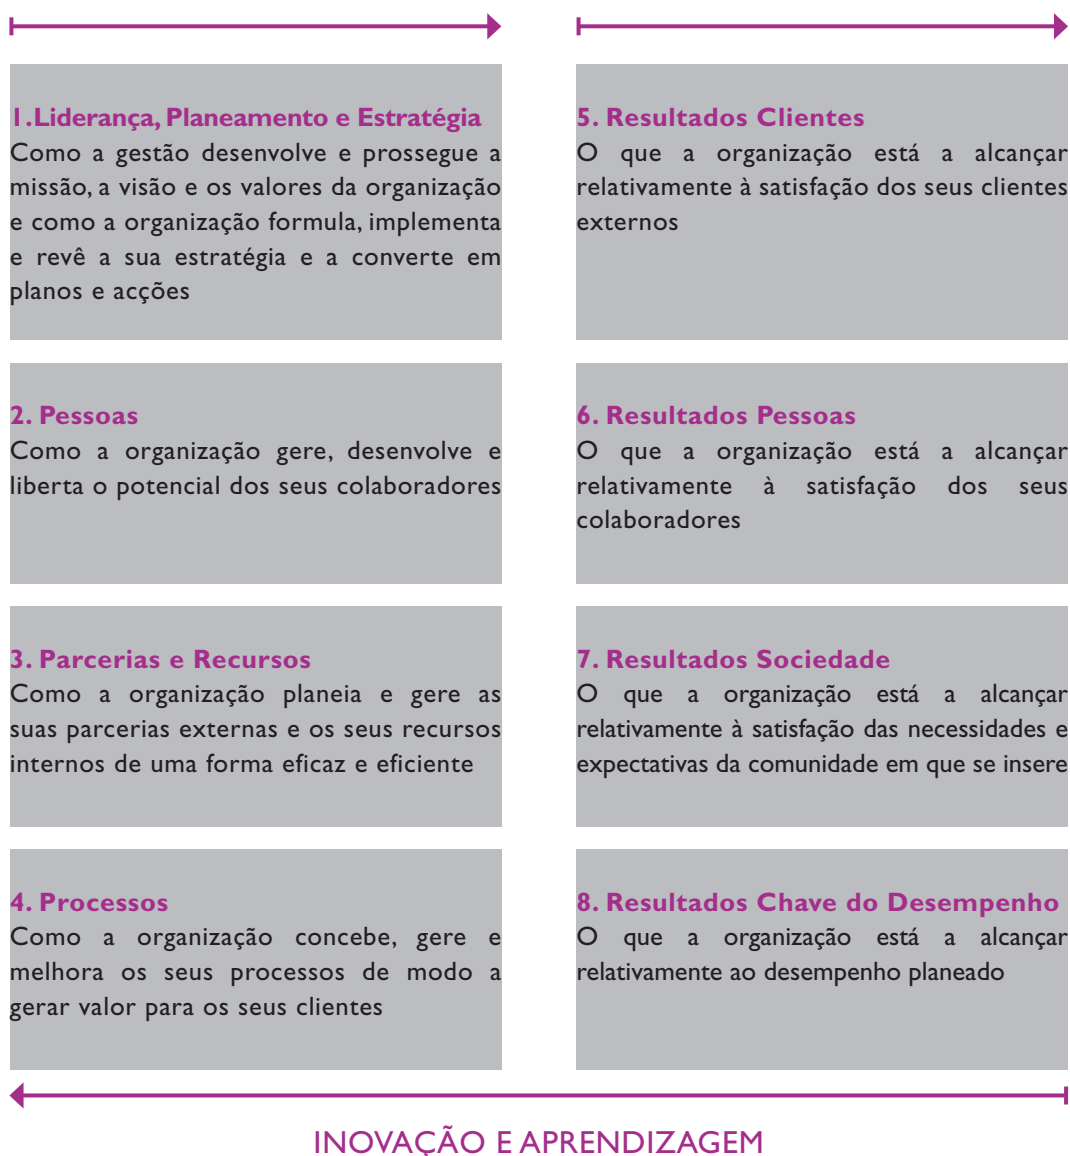 1.Liderança, Planeamento e Estratégia
Como a gestão desenvolve e prossegue a
missão, a visão e os valores da organização
e como a organização formula, implementa
e revê a sua estratégia e a converte em
planos e acções
2. Pessoas
Como a organização gere, desenvolve e
liberta o potencial dos seus colaboradores
3. Parcerias e Recursos
Como a organização planeia e gere as
suas parcerias externas e os seus recursos
internos de uma forma eficaz e eficiente
4. Processos
Como a organização concebe, gere e
melhora os seus processos de modo a
gerar valor para os seus clientes
5. Resultados Clientes
O que a organização está a alcançar
relativamente à satisfação dos seus clientes
externos
6. Resultados Pessoas
O que a organização está a alcançar
relativamente à satisfação dos seus
colaboradores
7. Resultados Sociedade
O que a organização está a alcançar
relativamente à satisfação das necessidades e
expectativas da comunidade em que se insere
8. Resultados Chave do Desempenho
O que a organização está a alcançar
relativamente ao desempenho planeado
INOVAÇÃO E APRENDIZAGEM